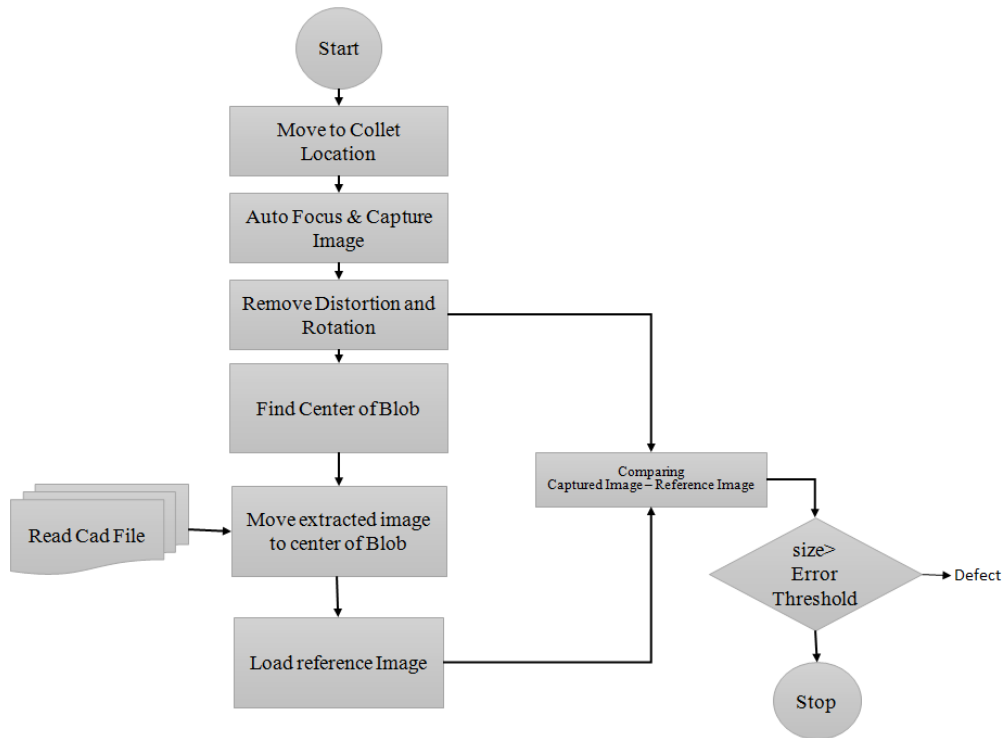 Start
Move to Collet
Location
Auto Focus & Capture
Image
Remove Distortion and
Rotation
Find Center of Blob
Read Cad File
Move extracted image
to center of Blob
Load reference Image
Comparing
Captured Image – Reference Image
size>
Error
Threshold
Defect
Stop